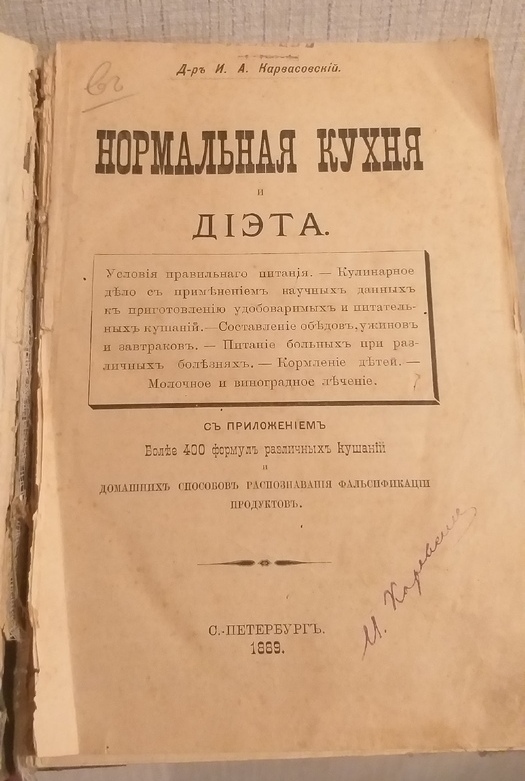 Д-ръ И. А. Карвасовскій.
НОРМАЛЬНАЯ КУХНЯ
и
ДІЭТА.
Условія правильнаго питанія. — Кулинарное
дѣло съ примѣненіемъ научныхъ данныхъ
къ приготовленію удобоваримыхъ и питатель-
ныхъ кушаній. — Составленіе обѣдовъ, ужиновъ
и завтраковъ. — Питаніе больныхъ при раз-
личныхъ болѣзняхъ. — Кормленіе дѣтей. —
Молочное и виноградное лѣченіе.
СЪ ПРИЛОЖЕНІЕМЪ
Болѣе 400 формулъ различныхъ кушаній
и
ДОМАШНИХЪ СПОСОБОВЪ РАСПОЗНАВАНІЯ ФАЛЬСИФИКАЦІИ
ПРОДУКТОВЪ.
С.-ПЕТЕРБУРГЪ.
1889.